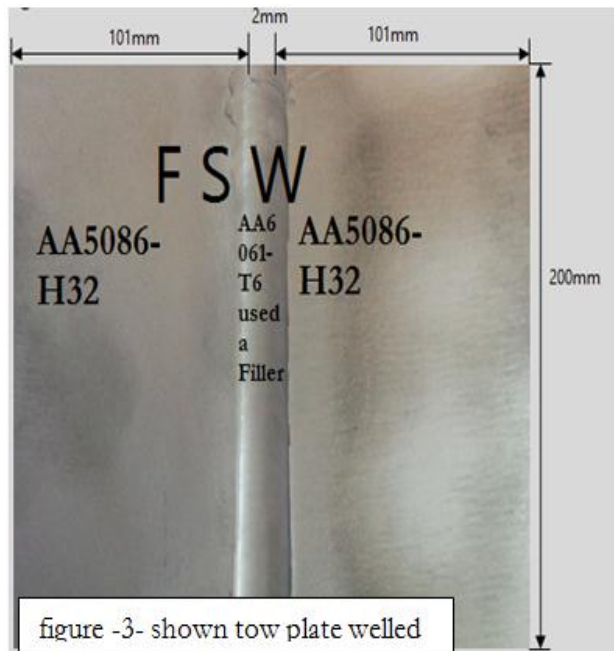 2mm
101mm
101mm
F S W
AA5086-
H32
AA6
061-
T6
used
a
Filler
AA5086-
H32
200mm
figure -3- shown tow plate welled